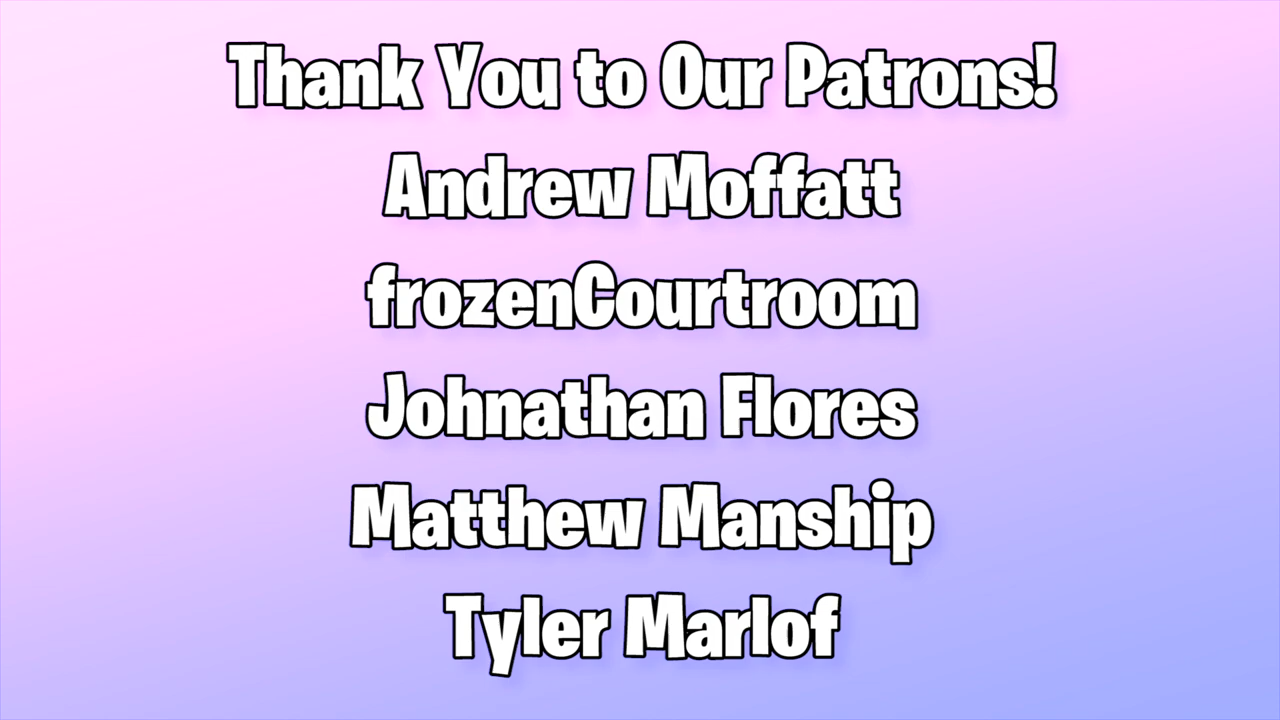 Thank You to Our Patrons!
Andrew Moffatt
frozenCourtroom
Johnathan Flores
Matthew Manship
Tyler Marlof